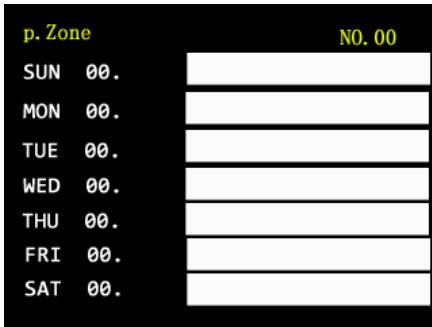 p.Zone NO.00
SUN 00.
MON 00.
TUE 00.
WED 00.
THU 00.
FRI 00.
SAT 00.